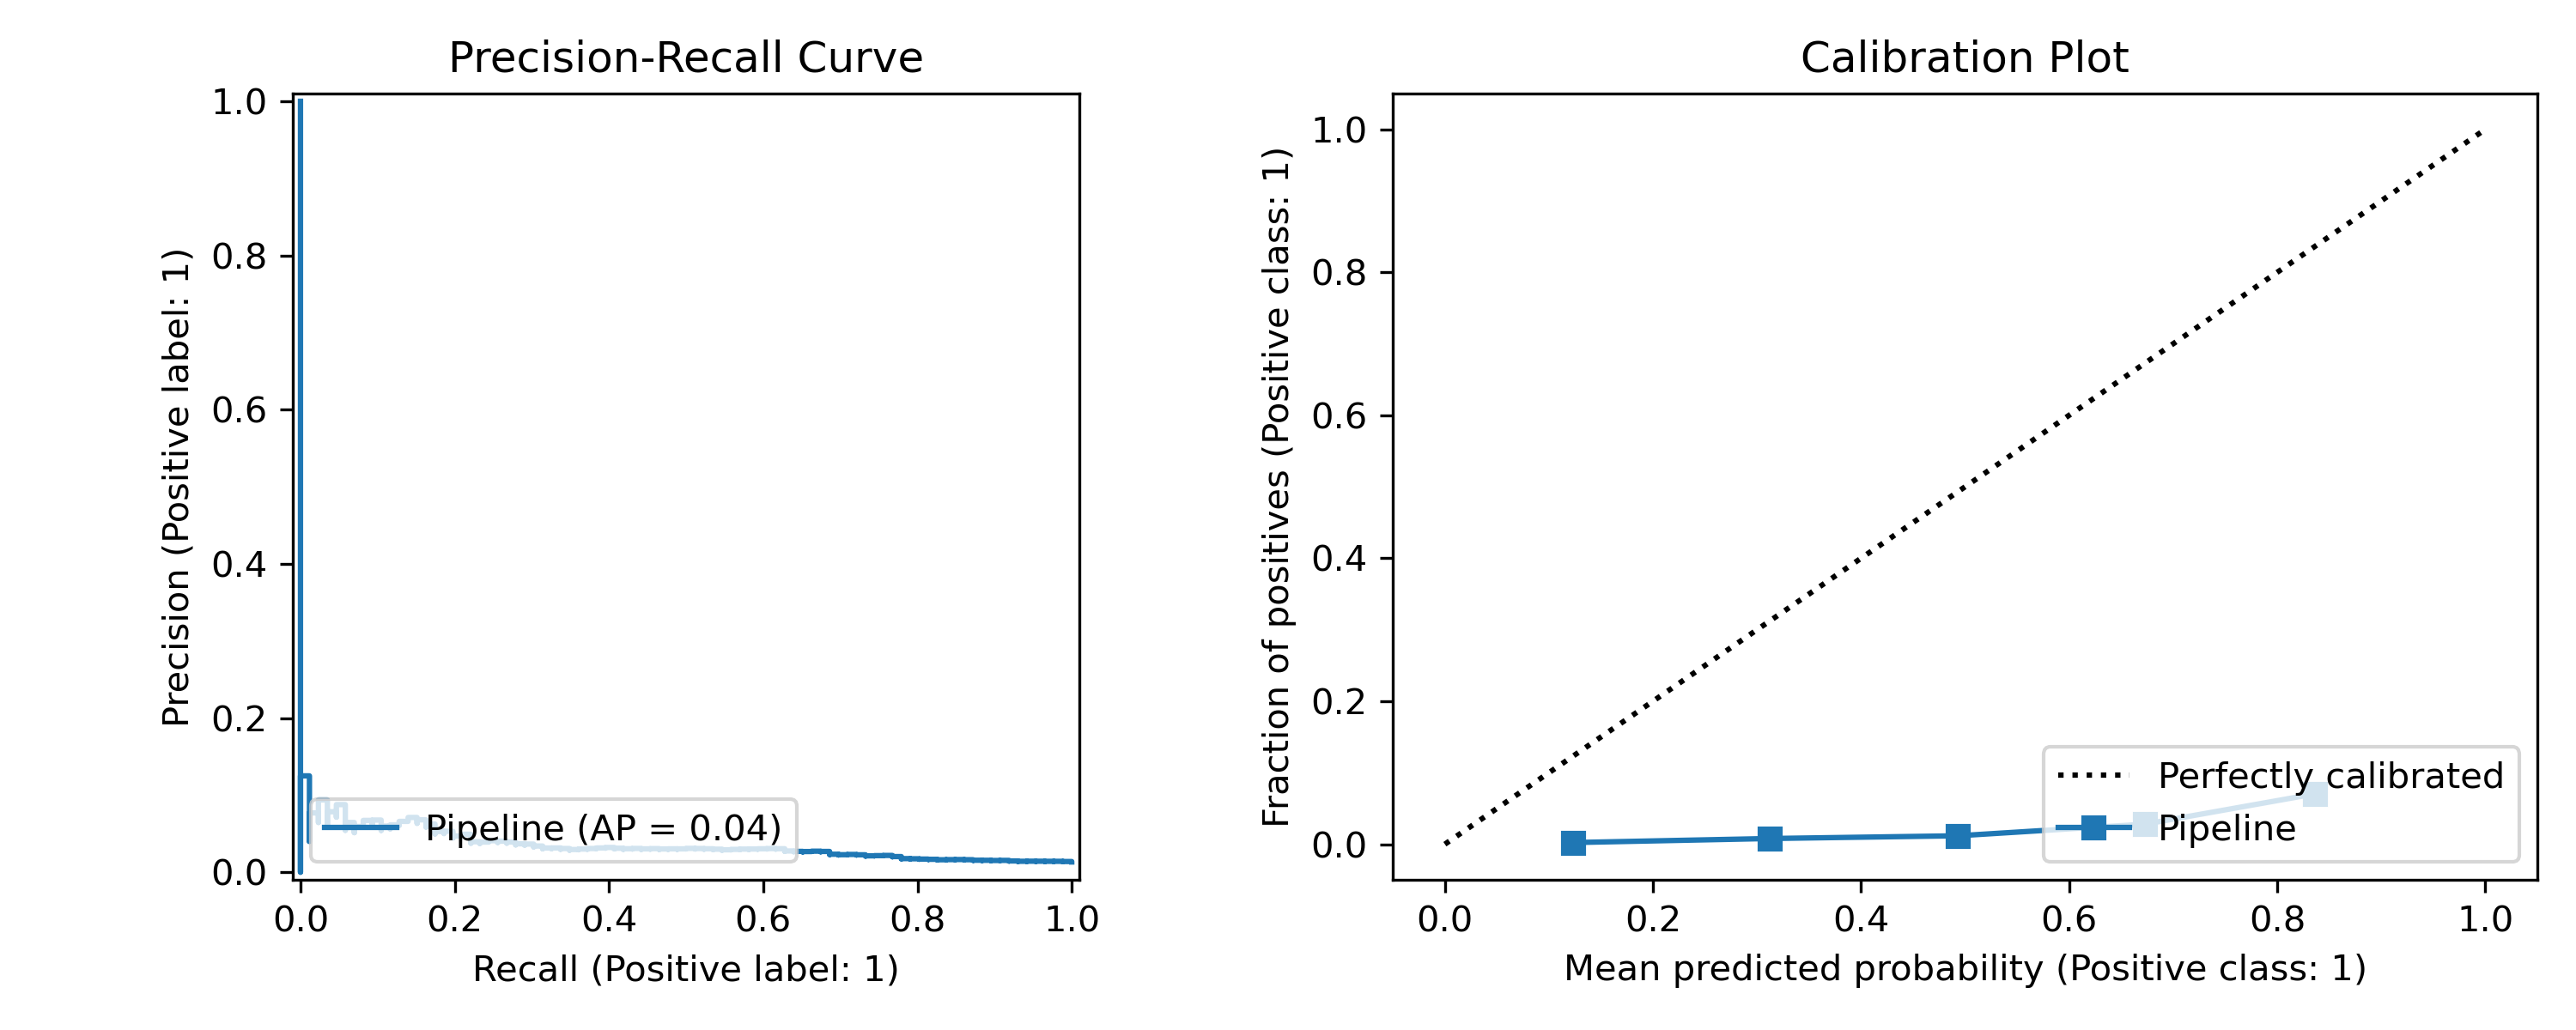 Precision-Recall Curve
1.0
0.8
0.6
0.4
0.2
0.0
Precision (Positive label: 1)
Pipeline (AP = 0.04)
0.0 0.2 0.4 0.6 0.8 1.0
Recall (Positive label: 1)
Calibration Plot
1.0
0.8
0.6
0.4
0.2
0.0
Fraction of positives (Positive class: 1)
Perfectly calibrated
Pipeline
0.0 0.2 0.4 0.6 0.8 1.0
Mean predicted probability (Positive class: 1)